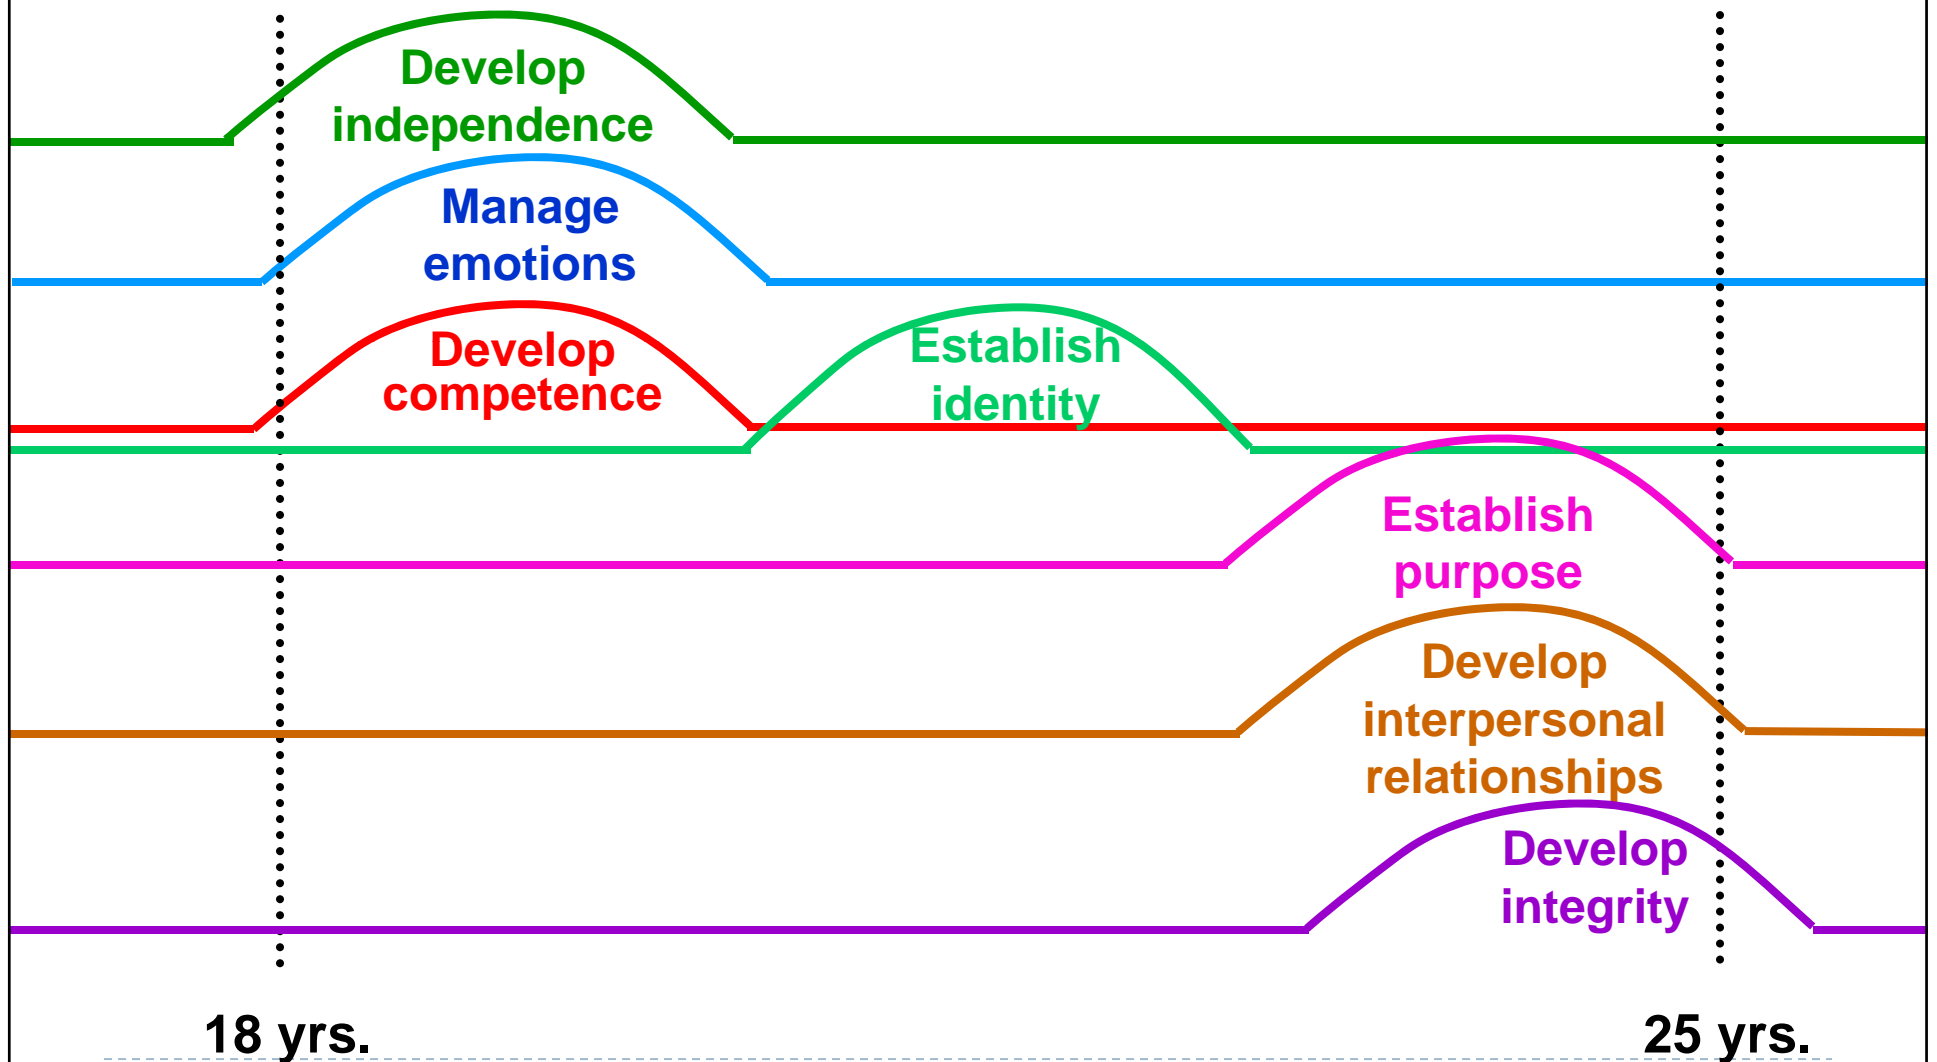 Develop
independence
Manage
emotions
Develop
competence
Establish
identity
Establish
purpose
Develop
interpersonal
relationships
Develop
integrity
18 yrs.
25 yrs.